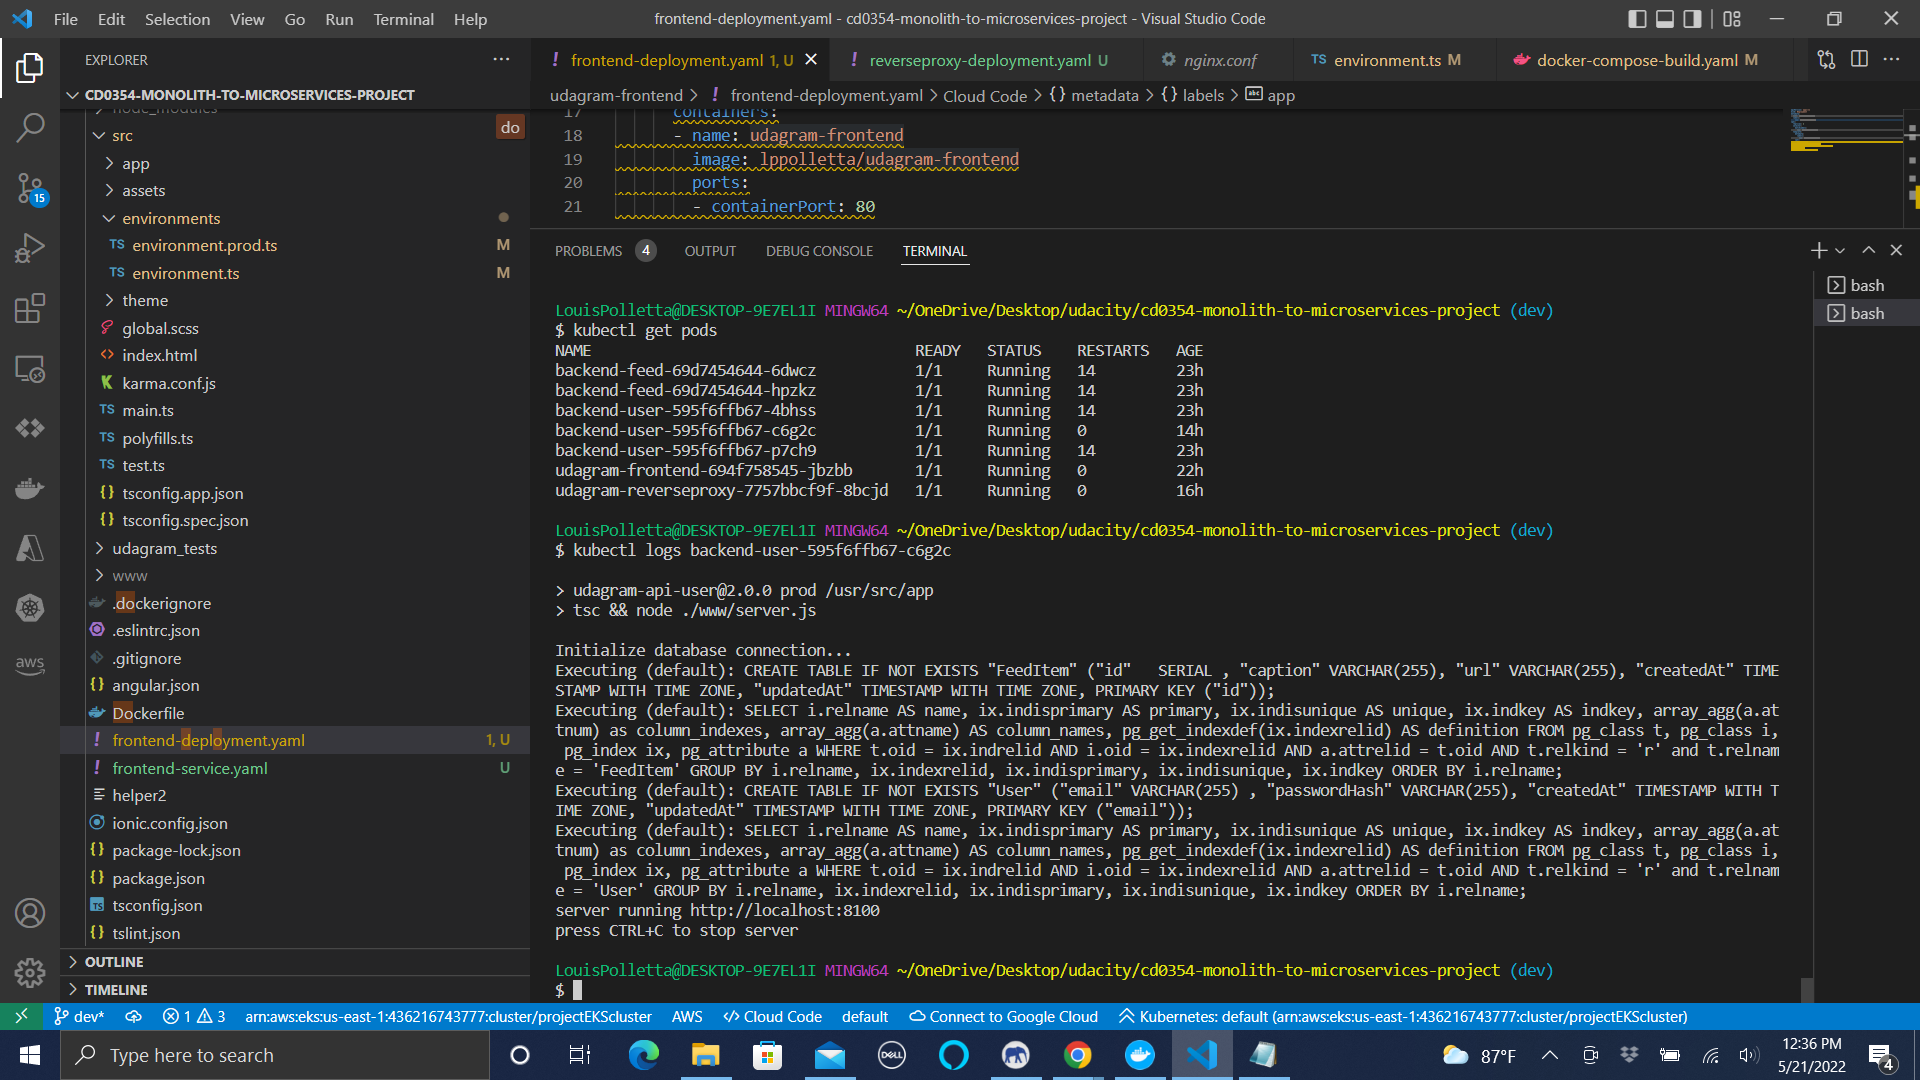 File Edit Selection View Go Run Terminal Help
frontend-deployment.yaml - cd0354-monolith-to-microservices-project - Visual Studio Code
EXPLORER
CD0354-MONOLITH-TO-MICROSERVICES-PROJECT
node_modules
do
src
app
assets
environments
TS environment.prod.ts M
TS environment.ts M
theme
global.scss
index.html
karma.conf.js
TS main.ts
TS polyfills.ts
TS test.ts
{} tsconfig.app.json
{} tsconfig.spec.json
udagram_tests
www
.dockerignore
.eslintrc.json
.gitignore
{} angular.json
Dockerfile
! frontend-deployment.yaml 1, U
! frontend-service.yaml U
helper2
ionic.config.json
{} package-lock.json
{} package.json
TS tsconfig.json
{} tslint.json
OUTLINE
TIMELINE
15
aws
! frontend-deployment.yaml 1, U
! reverseproxy-deployment.yaml U
nginx.conf
TS environment.ts M
docker-compose-build.yaml M
udagram-frontend > ! frontend-deployment.yaml > Cloud Code > {} metadata > {} labels > abc app
17 containers:
18 - name: udagram-frontend
19 image: lppolletta/udagram-frontend
20 ports:
21 - containerPort: 80
PROBLEMS 4 OUTPUT DEBUG CONSOLE TERMINAL
bash
bash
LouisPolletta@DESKTOP-9E7EL1I MINGW64 ~/OneDrive/Desktop/udacity/cd0354-monolith-to-microservices-project (dev)
$ kubectl get pods
NAME READY STATUS RESTARTS AGE
backend-feed-69d7454644-6dwcz 1/1 Running 14 23h
backend-feed-69d7454644-hpzkz 1/1 Running 14 23h
backend-user-595f6ffb67-4bhss 1/1 Running 14 23h
backend-user-595f6ffb67-c6g2c 1/1 Running 0 14h
backend-user-595f6ffb67-p7ch9 1/1 Running 14 23h
udagram-frontend-694f758545-jbzbb 1/1 Running 0 22h
udagram-reverseproxy-7757bbcf9f-8bcjd 1/1 Running 0 16h
LouisPolletta@DESKTOP-9E7EL1I MINGW64 ~/OneDrive/Desktop/udacity/cd0354-monolith-to-microservices-project (dev)
$ kubectl logs backend-user-595f6ffb67-c6g2c
> udagram-api-user@2.0.0 prod /usr/src/app
> tsc && node ./www/server.js
Initialize database connection...
Executing (default): CREATE TABLE IF NOT EXISTS "FeedItem" ("id" SERIAL , "caption" VARCHAR(255), "url" VARCHAR(255), "createdAt" TIME
STAMP WITH TIME ZONE, "updatedAt" TIMESTAMP WITH TIME ZONE, PRIMARY KEY ("id"));
Executing (default): SELECT i.relname AS name, ix.indisprimary AS primary, ix.indisunique AS unique, ix.indkey AS indkey, array_agg(a.at
tnum) as column_indexes, array_agg(a.attname) AS column_names, pg_get_indexdef(ix.indexrelid) AS definition FROM pg_class t, pg_class i,
pg_index ix, pg_attribute a WHERE t.oid = ix.indrelid AND i.oid = ix.indexrelid AND a.attrelid = t.oid AND t.relkind = 'r' and t.relnam
e = 'FeedItem' GROUP BY i.relname, ix.indexrelid, ix.indisprimary, ix.indisunique, ix.indkey ORDER BY i.relname;
Executing (default): CREATE TABLE IF NOT EXISTS "User" ("email" VARCHAR(255) , "passwordHash" VARCHAR(255), "createdAt" TIMESTAMP WITH T
IME ZONE, "updatedAt" TIMESTAMP WITH TIME ZONE, PRIMARY KEY ("email"));
Executing (default): SELECT i.relname AS name, ix.indisprimary AS primary, ix.indisunique AS unique, ix.indkey AS indkey, array_agg(a.at
tnum) as column_indexes, array_agg(a.attname) AS column_names, pg_get_indexdef(ix.indexrelid) AS definition FROM pg_class t, pg_class i,
pg_index ix, pg_attribute a WHERE t.oid = ix.indrelid AND i.oid = ix.indexrelid AND a.attrelid = t.oid AND t.relkind = 'r' and t.relnam
e = 'User' GROUP BY i.relname, ix.indexrelid, ix.indisprimary, ix.indisunique, ix.indkey ORDER BY i.relname;
server running http://localhost:8100
press CTRL+C to stop server
LouisPolletta@DESKTOP-9E7EL1I MINGW64 ~/OneDrive/Desktop/udacity/cd0354-monolith-to-microservices-project (dev)
$
dev* 1 3 arn:aws:eks:us-east-1:436216743777:cluster/projectEKScluster AWS </> Cloud Code default Connect to Google Cloud Kubernetes: default (arn:aws:eks:us-east-1:436216743777:cluster/projectEKScluster)
Type here to search
DELL
87°F
12:36 PM
5/21/2022
4